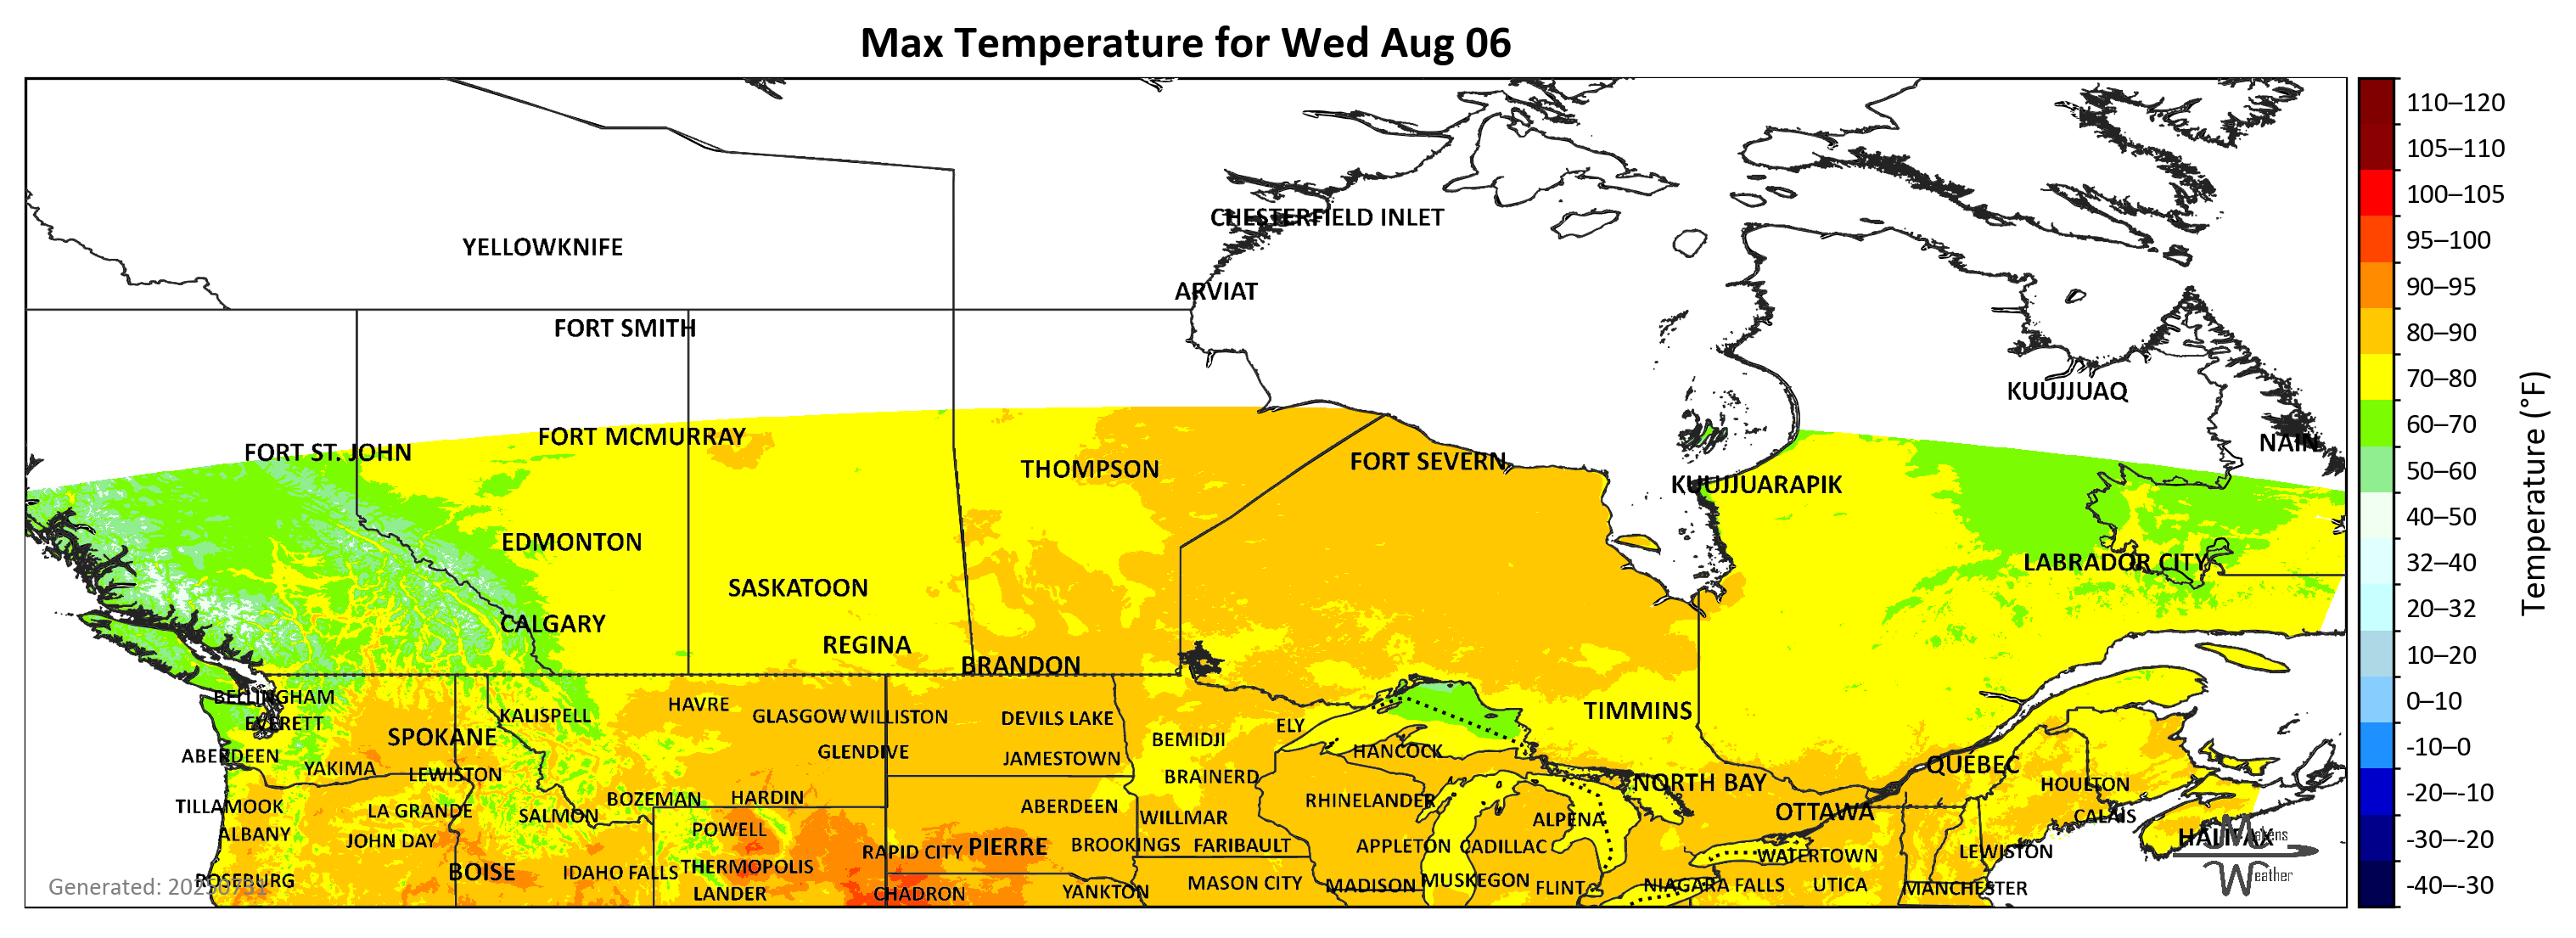 Max Temperature for Wed Aug 06
CHESTERFIELD INLET
YELLOWKNIFE
ARVIAT
FORT SMITH
KUUJJUAQ
FORT MCMURRAY
NAIN
FORT ST. JOHN
FORT SEVERN
THOMPSON
KUUJJUARAPIK
EDMONTON
LABRADOR CITY
SASKATOON
CALGARY
REGINA
BRANDON
BELLINGHAM
HAVRE
TIMMINS
KALISPELL
GLASGOW WILLISTON
DEVILS LAKE
EVERETT
ELY
SPOKANE
BEMIDJI
GLENDIVE
HANCOCK
ABERDEEN
JAMESTOWN
QUÉBEC
YAKIMA
LEWISTON
BRAINERD
NORTH BAY
HOULTON
BOZEMAN
HARDIN
RHINELANDER
TILLAMOOK
ABERDEEN
LA GRANDE
SALMON
OTTAWA
CALAIS
WILLMAR
ALPENA
POWELL
ALBANY
HALIFAX
JOHN DAY
RAPID CITY
PIERRE
BROOKINGS
FARIBAULT
APPLETON
CADILLAC
LEWISTON
WATERTOWN
THERMOPOLIS
BOISE
IDAHO FALLS
ROSEBURG
MUSKEGON
MASON CITY
MADISON
FLINT
NIAGARA FALLS
UTICA
MANCHESTER
LANDER
CHADRON
YANKTON
Generated: 20250731
Makens
Weather
110–120
105–110
100–105
95–100
90–95
80–90
70–80
60–70
50–60
40–50
32–40
20–32
10–20
0–10
-10–0
-20–-10
-30–-20
-40–-30
Temperature (°F)